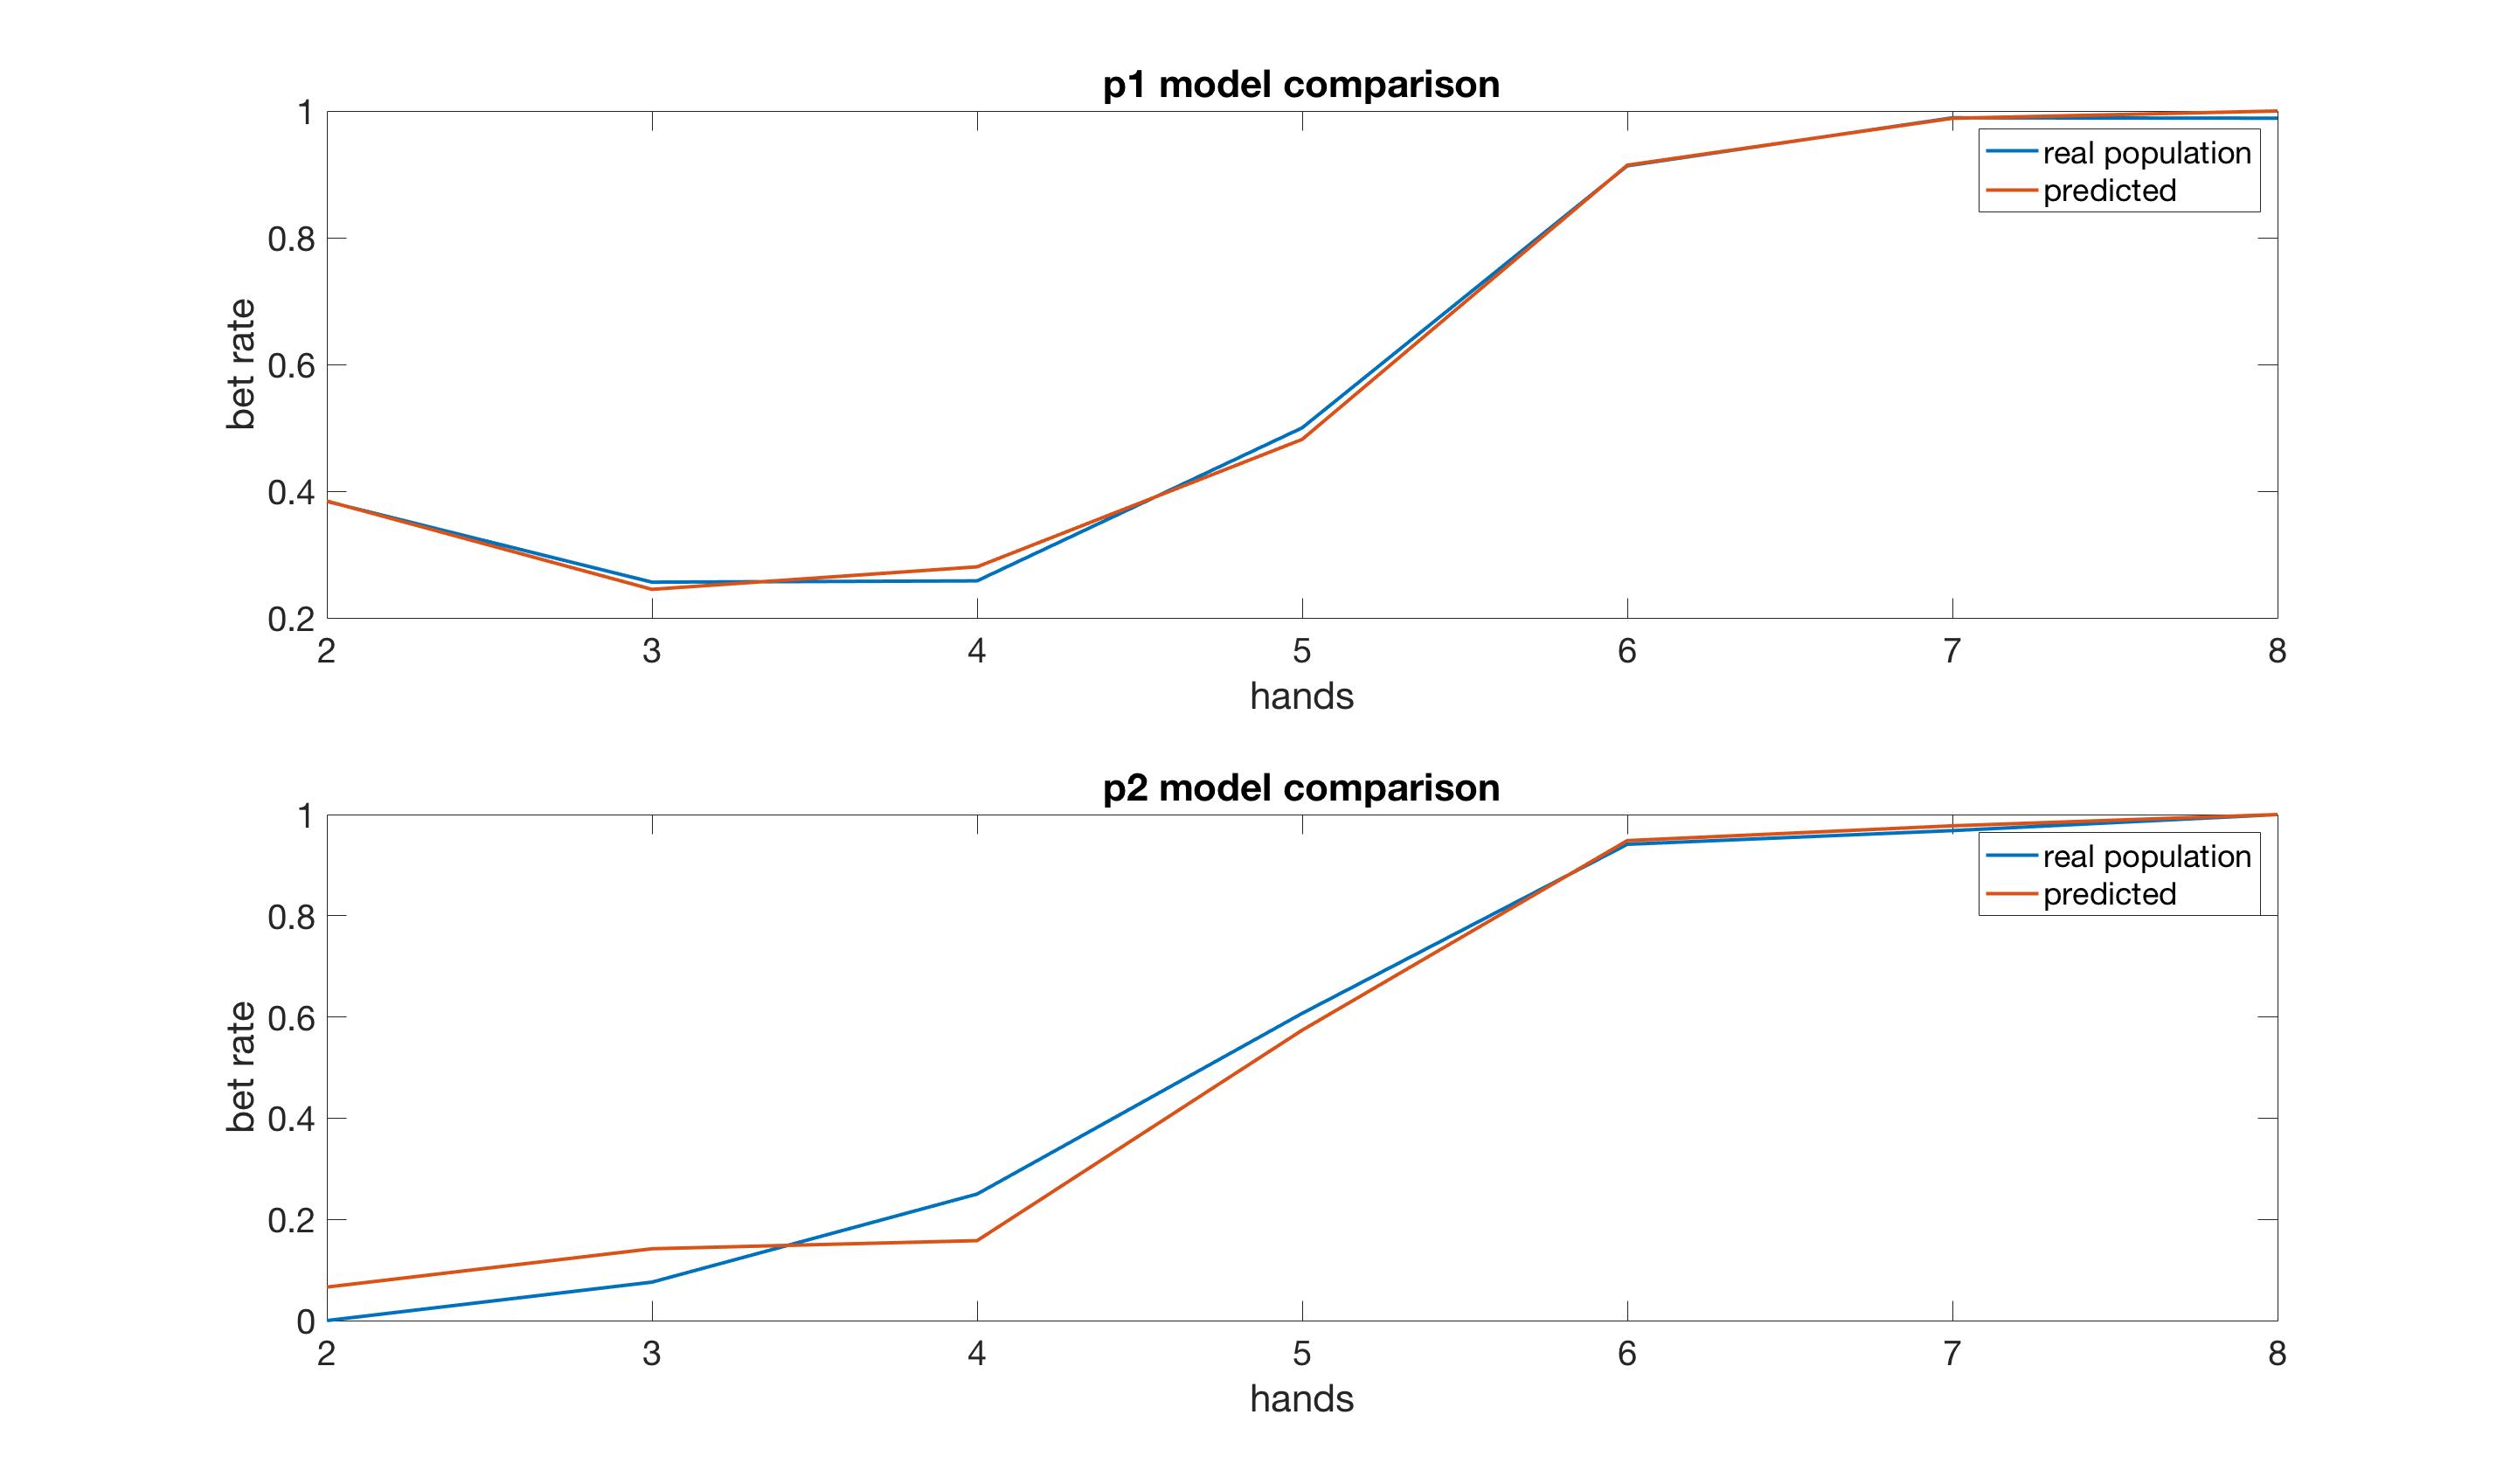 p1 model comparison
1
0.8
0.6
0.4
0.2
bet rate
real population
predicted
2 3 4 5 6 7 8
hands
p2 model comparison
1
0.8
0.6
0.4
0.2
0
bet rate
real population
predicted
2 3 4 5 6 7 8
hands